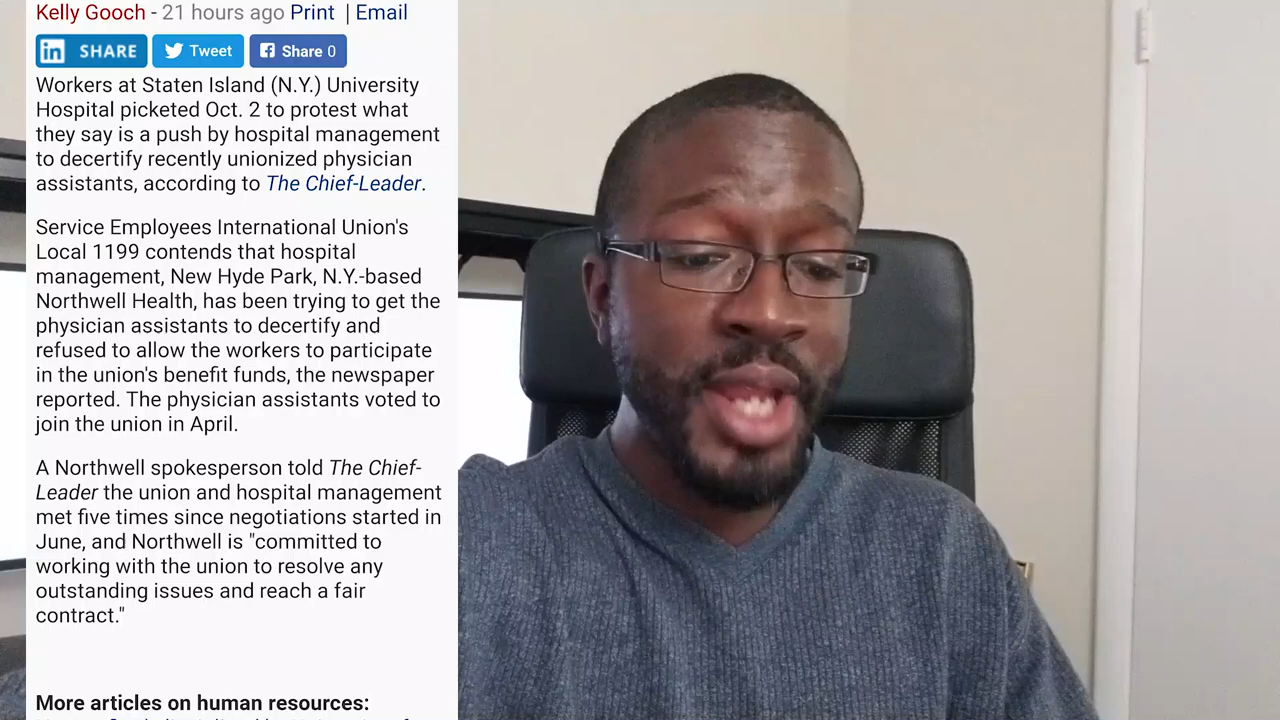 Kelly Gooch - 21 hours ago Print | Email
in SHARE Tweet Share 0
Workers at Staten Island (N.Y.) University
Hospital picketed Oct. 2 to protest what
they say is a push by hospital management
to decertify recently unionized physician
assistants, according to The Chief-Leader.
Service Employees International Union's
Local 1199 contends that hospital
management, New Hyde Park, N.Y.-based
Northwell Health, has been trying to get the
physician assistants to decertify and
refused to allow the workers to participate
in the union's benefit funds, the newspaper
reported. The physician assistants voted to
join the union in April.
A Northwell spokesperson told The Chief-
Leader the union and hospital management
met five times since negotiations started in
June, and Northwell is "committed to
working with the union to resolve any
outstanding issues and reach a fair
contract."
More articles on human resources: